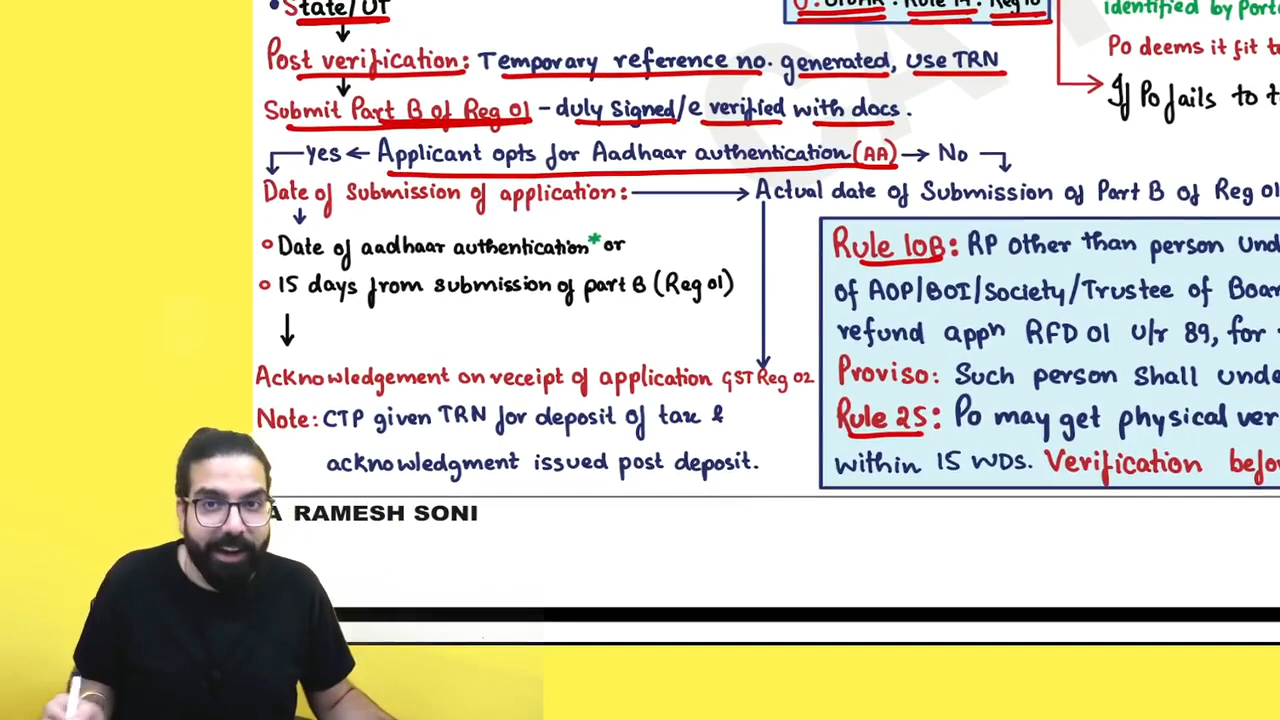 • State/UT
Post verification: Temporary reference no. generated, use TRN
Submit Part B of Reg 01 - duly signed/e verified with docs.
Yes ← Applicant opts for Aadhaar authentication (AA) → No
Date of submission of application: → Actual date of Submission of Part B of Reg 01
Date of aadhaar authentication* or
15 days from submission of part B (Reg 01)
Acknowledgement on receipt of application GST Reg 02
Note: CTP given TRN for deposit of tax &
acknowledgment issued post deposit.
identified by Port
Po deems it fit t
If Po fails to t
Rule 10B: RP other than person und
of AOP/BOI/Society/Trustee of Boar
refund appn RFD 01 u/r 89, for
Proviso: Such person shall unde
Rule 25: Po may get physical ver
within 15 WDs. Verification befo
A RAMESH SONI